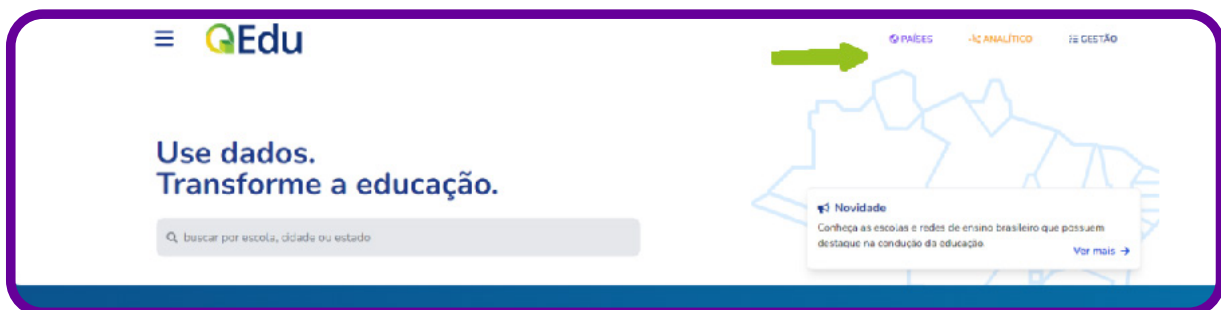 QEdu
PAÍSES
ANALÍTICO
GESTÃO
Use dados.
Transforme a educação.
buscar por escola, cidade ou estado
Novidade
Conheça as escolas e redes de ensino brasileiro que possuem
destaque na condução da educação.
Ver mais →